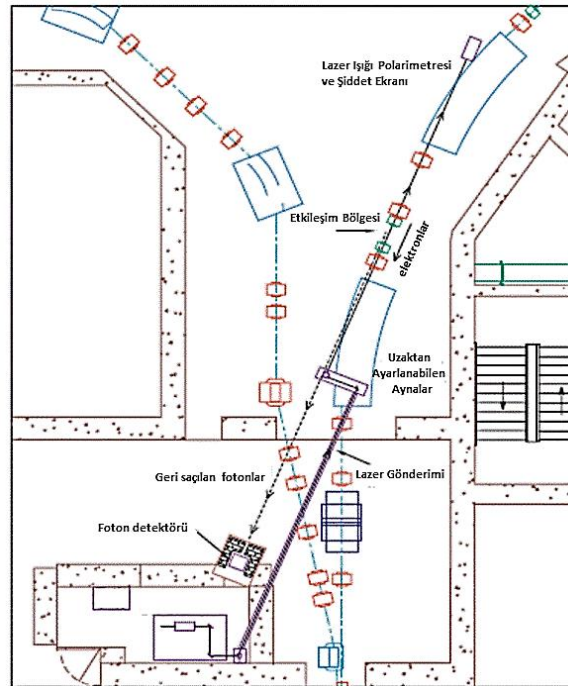 Lazer Işığı Polarimetresi
ve Şiddet Ekranı
Etkileşim Bölgesi
elektronlar
Uzaktan
Ayarlanabilen
Aynalar
Geri saçılan fotonlar
Lazer Gönderimi
Foton detektörü